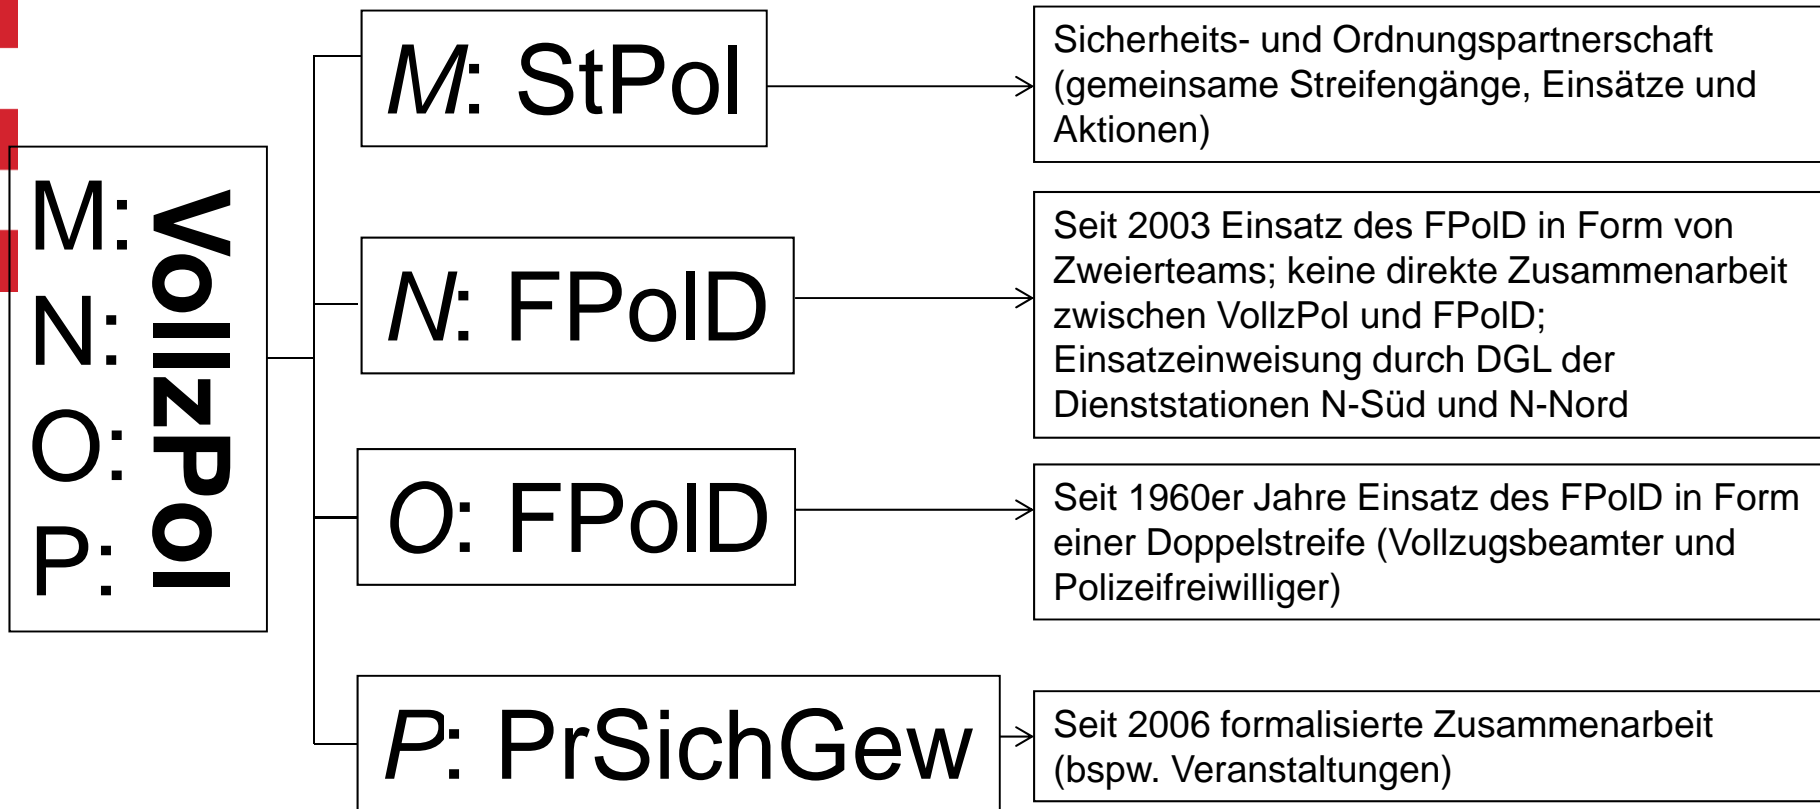 M:
N:
O:
P:
VollzPol
M: StPol
Sicherheits- und Ordnungspartnerschaft
(gemeinsame Streifengänge, Einsätze und
Aktionen)
N: FPolD
Seit 2003 Einsatz des FPolD in Form von
Zweierteams; keine direkte Zusammenarbeit
zwischen VollzPol und FPolD;
Einsatzeinweisung durch DGL der
Dienststationen N-Süd und N-Nord
O: FPolD
Seit 1960er Jahre Einsatz des FPolD in Form
einer Doppelstreife (Vollzugsbeamter und
Polizeifreiwilliger)
P: PrSichGew
Seit 2006 formalisierte Zusammenarbeit
(bspw. Veranstaltungen)